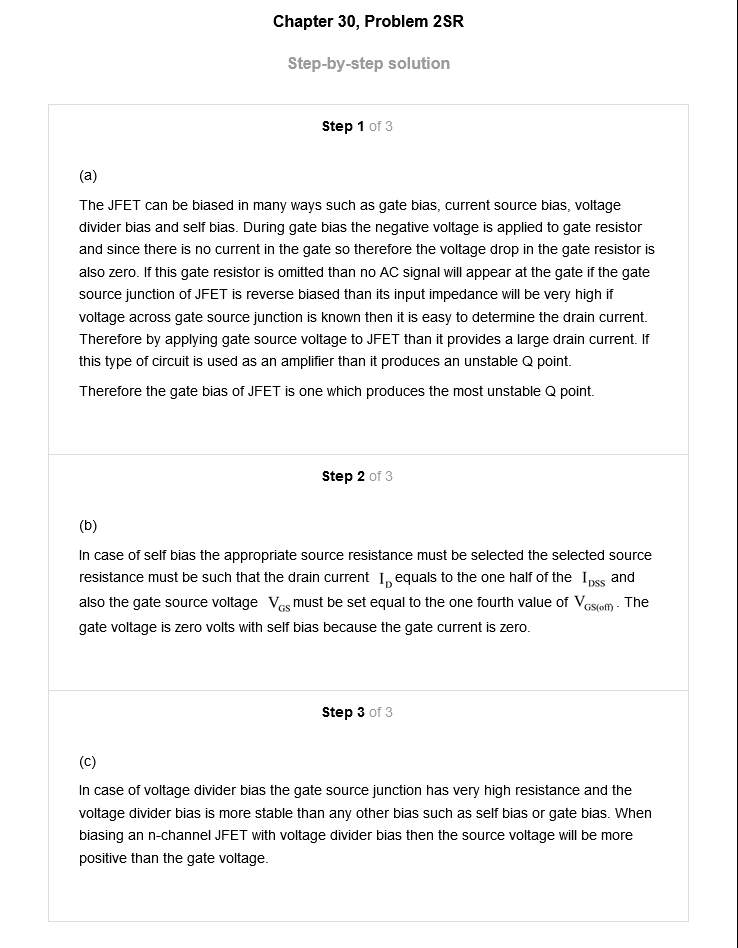 Chapter 30, Problem 2SR
Step-by-step solution
Step 1 of 3
(a)
The JFET can be biased in many ways such as gate bias, current source bias, voltage
divider bias and self bias. During gate bias the negative voltage is applied to gate resistor
and since there is no current in the gate so therefore the voltage drop in the gate resistor is
also zero. If this gate resistor is omitted than no AC signal will appear at the gate if the gate
source junction of JFET is reverse biased than its input impedance will be very high if
voltage across gate source junction is known then it is easy to determine the drain current.
Therefore by applying gate source voltage to JFET than it provides a large drain current. If
this type of circuit is used as an amplifier than it produces an unstable Q point.
Therefore the gate bias of JFET is one which produces the most unstable Q point.
Step 2 of 3
(b)
In case of self bias the appropriate source resistance must be selected the selected source
resistance must be such that the drain current I_D equals to the one half of the I_DSS and
also the gate source voltage V_GS must be set equal to the one fourth value of V_GS(off) . The
gate voltage is zero volts with self bias because the gate current is zero.
Step 3 of 3
(c)
In case of voltage divider bias the gate source junction has very high resistance and the
voltage divider bias is more stable than any other bias such as self bias or gate bias. When
biasing an n-channel JFET with voltage divider bias then the source voltage will be more
positive than the gate voltage.